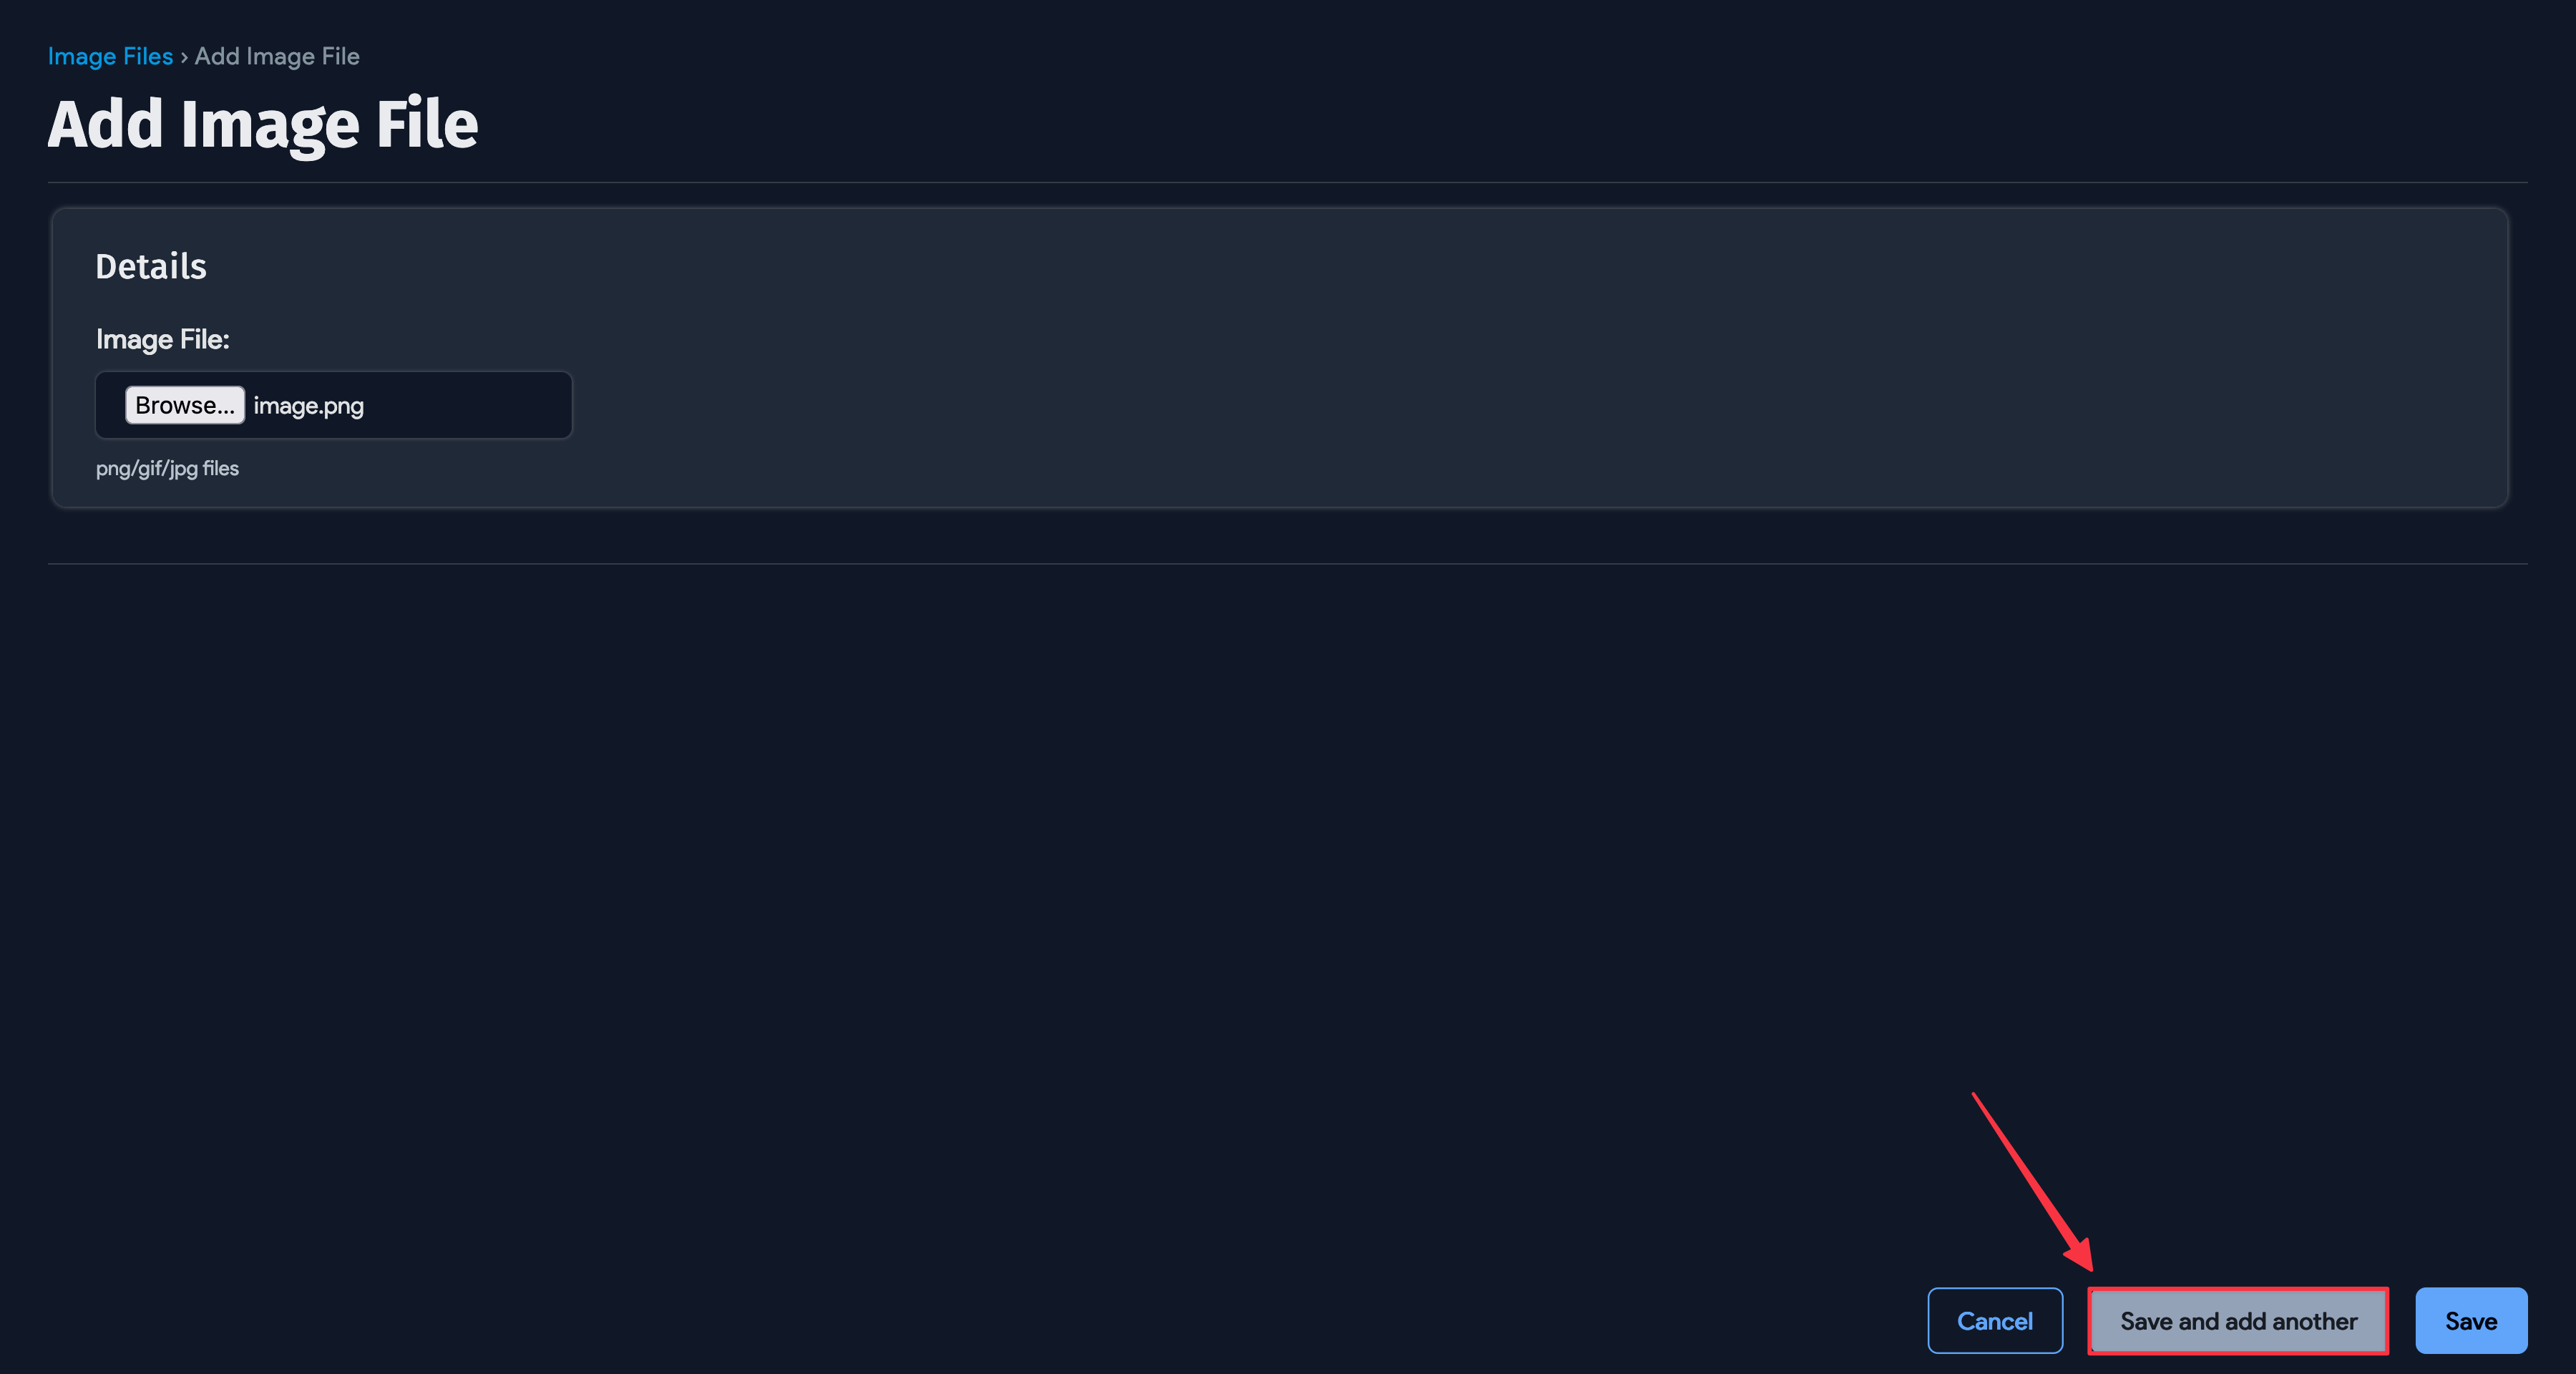 Image Files › Add Image File
Add Image File
Details
Image File:
Browse... image.png
png/gif/jpg files
Cancel Save and add another Save